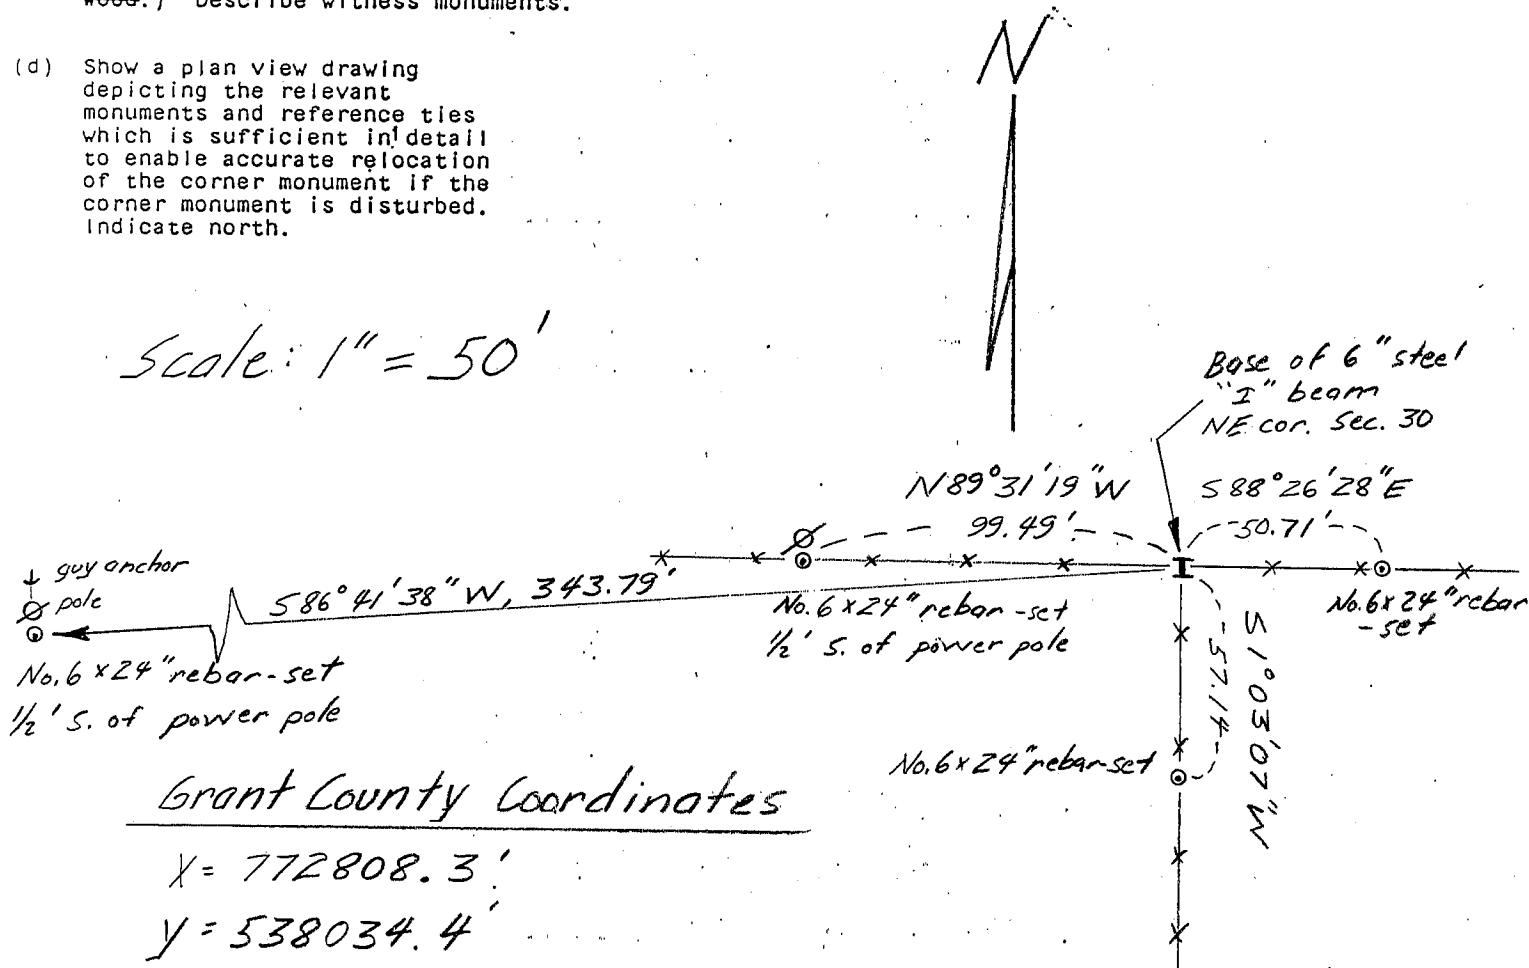 wood.) Describe witness monuments.
(d) Show a plan view drawing
depicting the relevant
monuments and reference ties
which is sufficient in detail
to enable accurate relocation
of the corner monument if the
corner monument is disturbed.
Indicate north.
N
Scale: 1" = 50'
Base of 6" steel
"I" beam
NE cor. Sec. 30
N89°31'19"W
99.49'
S88°26'28"E
50.71'
guy anchor
pole
S86°41'38"W, 343.79'
No. 6 x 24" rebar-set
1/2' S. of power pole
No. 6 x 24" rebar-set
1/2' S. of power pole
No. 6 x 24" rebar
-set
I
57.14
S1°03'07"W
No. 6 x 24" rebar-set
Grant County Coordinates
X = 772808.3'
Y = 538034.4'